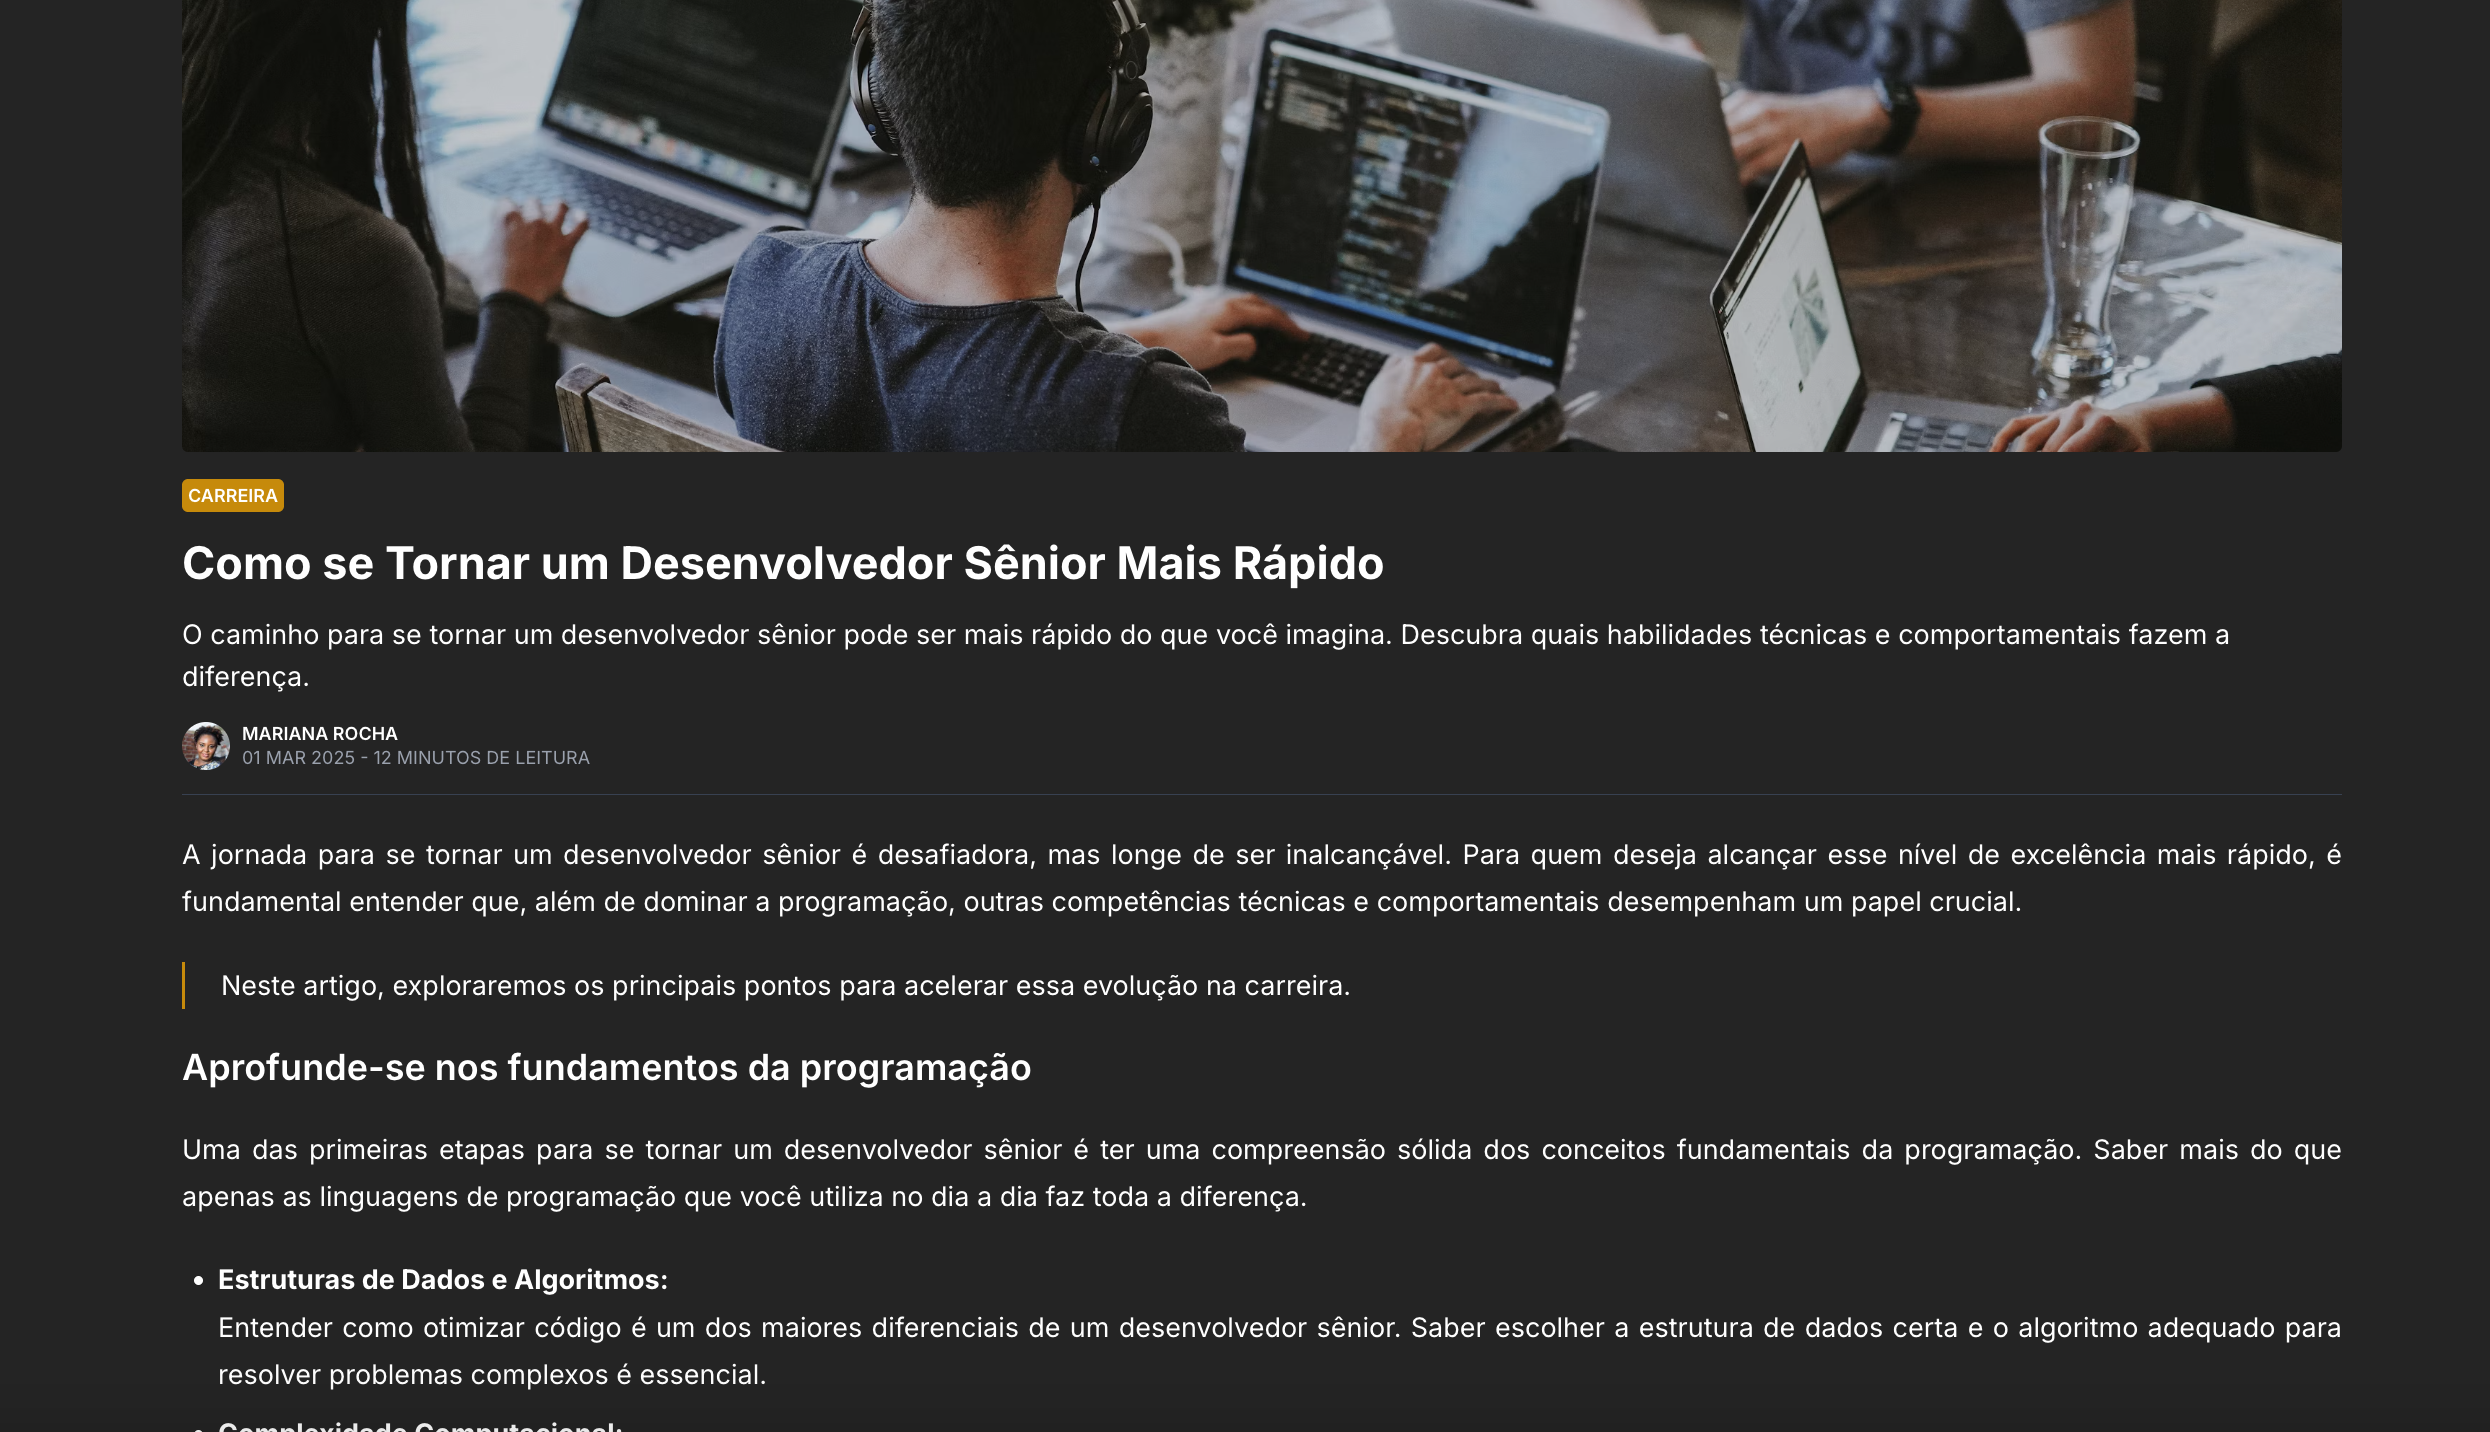 CARREIRA
Como se Tornar um Desenvolvedor Sênior Mais Rápido
O caminho para se tornar um desenvolvedor sênior pode ser mais rápido do que você imagina. Descubra quais habilidades técnicas e comportamentais fazem a
diferença.
MARIANA ROCHA
01 MAR 2025 - 12 MINUTOS DE LEITURA
A jornada para se tornar um desenvolvedor sênior é desafiadora, mas longe de ser inalcançável. Para quem deseja alcançar esse nível de excelência mais rápido, é
fundamental entender que, além de dominar a programação, outras competências técnicas e comportamentais desempenham um papel crucial.
Neste artigo, exploraremos os principais pontos para acelerar essa evolução na carreira.
Aprofunde-se nos fundamentos da programação
Uma das primeiras etapas para se tornar um desenvolvedor sênior é ter uma compreensão sólida dos conceitos fundamentais da programação. Saber mais do que
apenas as linguagens de programação que você utiliza no dia a dia faz toda a diferença.
• Estruturas de Dados e Algoritmos:
Entender como otimizar código é um dos maiores diferenciais de um desenvolvedor sênior. Saber escolher a estrutura de dados certa e o algoritmo adequado para
resolver problemas complexos é essencial.
• Complexidade Computacional: